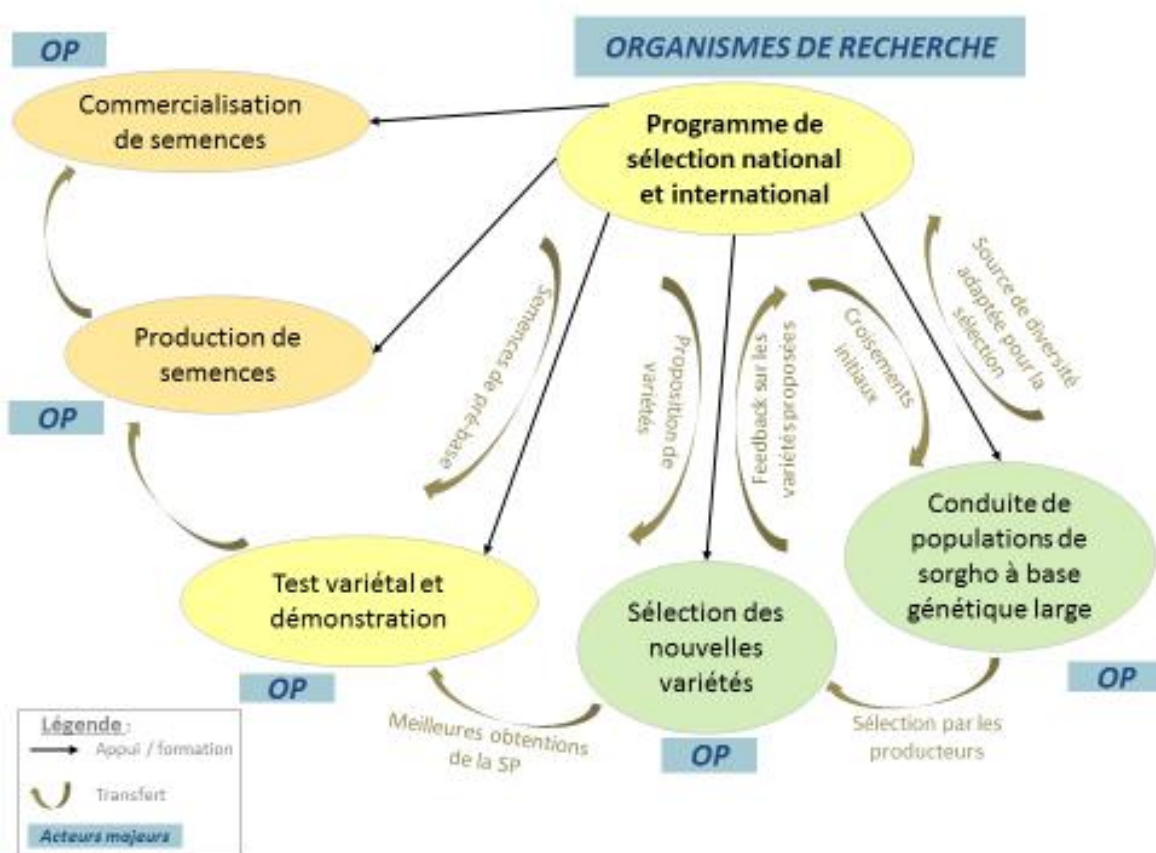 OP
ORGANISMES DE RECHERCHE
Commercialisation
de semences
Programme de
sélection national
et international
Production de
semences
OP
Semences de pré-base
Proposition de
variétés
Feedback sur les
variétés proposées
Croisements
initiaux
Source de diversité
adaptée pour la
sélection
Test variétal et
démonstration
OP
Sélection des
nouvelles
variétés
OP
Conduite de
populations de
sorgho à base
génétique large
OP
Meilleures obtentions
de la SP
Sélection par les
producteurs
Légende :
Appui / formation
Transfert
Acteurs majeurs